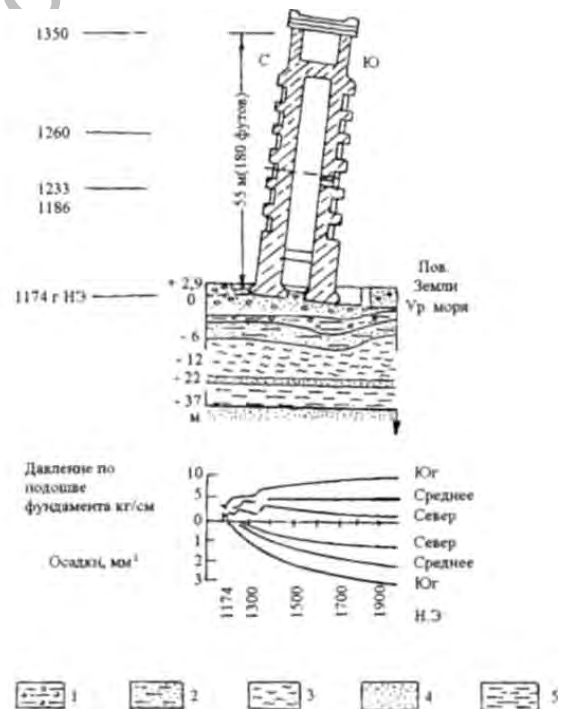 1350
С
Ю
1260
1233
1186
55 м(180 футов)
1174 г НЭ
+ 2,9
0
- 6
- 12
- 22
- 37
м
Пов.
Земли
Ур. моря
Давление по
подошве
фундамента кг/см
10
5
0
1
2
3
Осадки, мм¹
Юг
Среднее
Север
Север
Среднее
Юг
1174
1300
1500
1700
1900
Н.Э
1
2
3
4
5